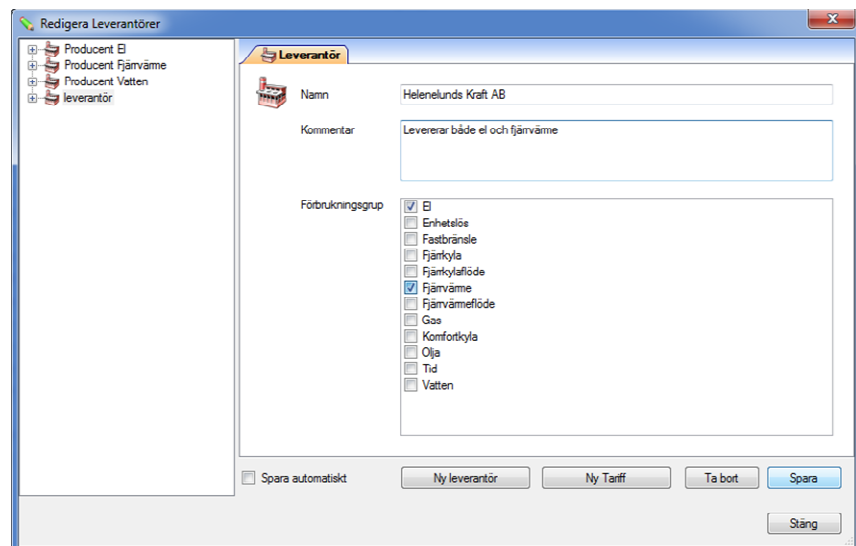 Redigera Leverantörer
Producent El
Producent Fjärrvärme
Producent Vatten
leverantör
Leverantör
Namn
Helenelunds Kraft AB
Kommentar
Levererar både el och fjärrvärme
Förbrukningsgrup
El
Enhetslös
Fastbränsle
Fjärrkyla
Fjärrkylaflöde
Fjärrvärme
Fjärrvärmeflöde
Gas
Komfortkyla
Olja
Tid
Vatten
Spara automatiskt
Ny leverantör
Ny Tariff
Ta bort
Spara
Stäng